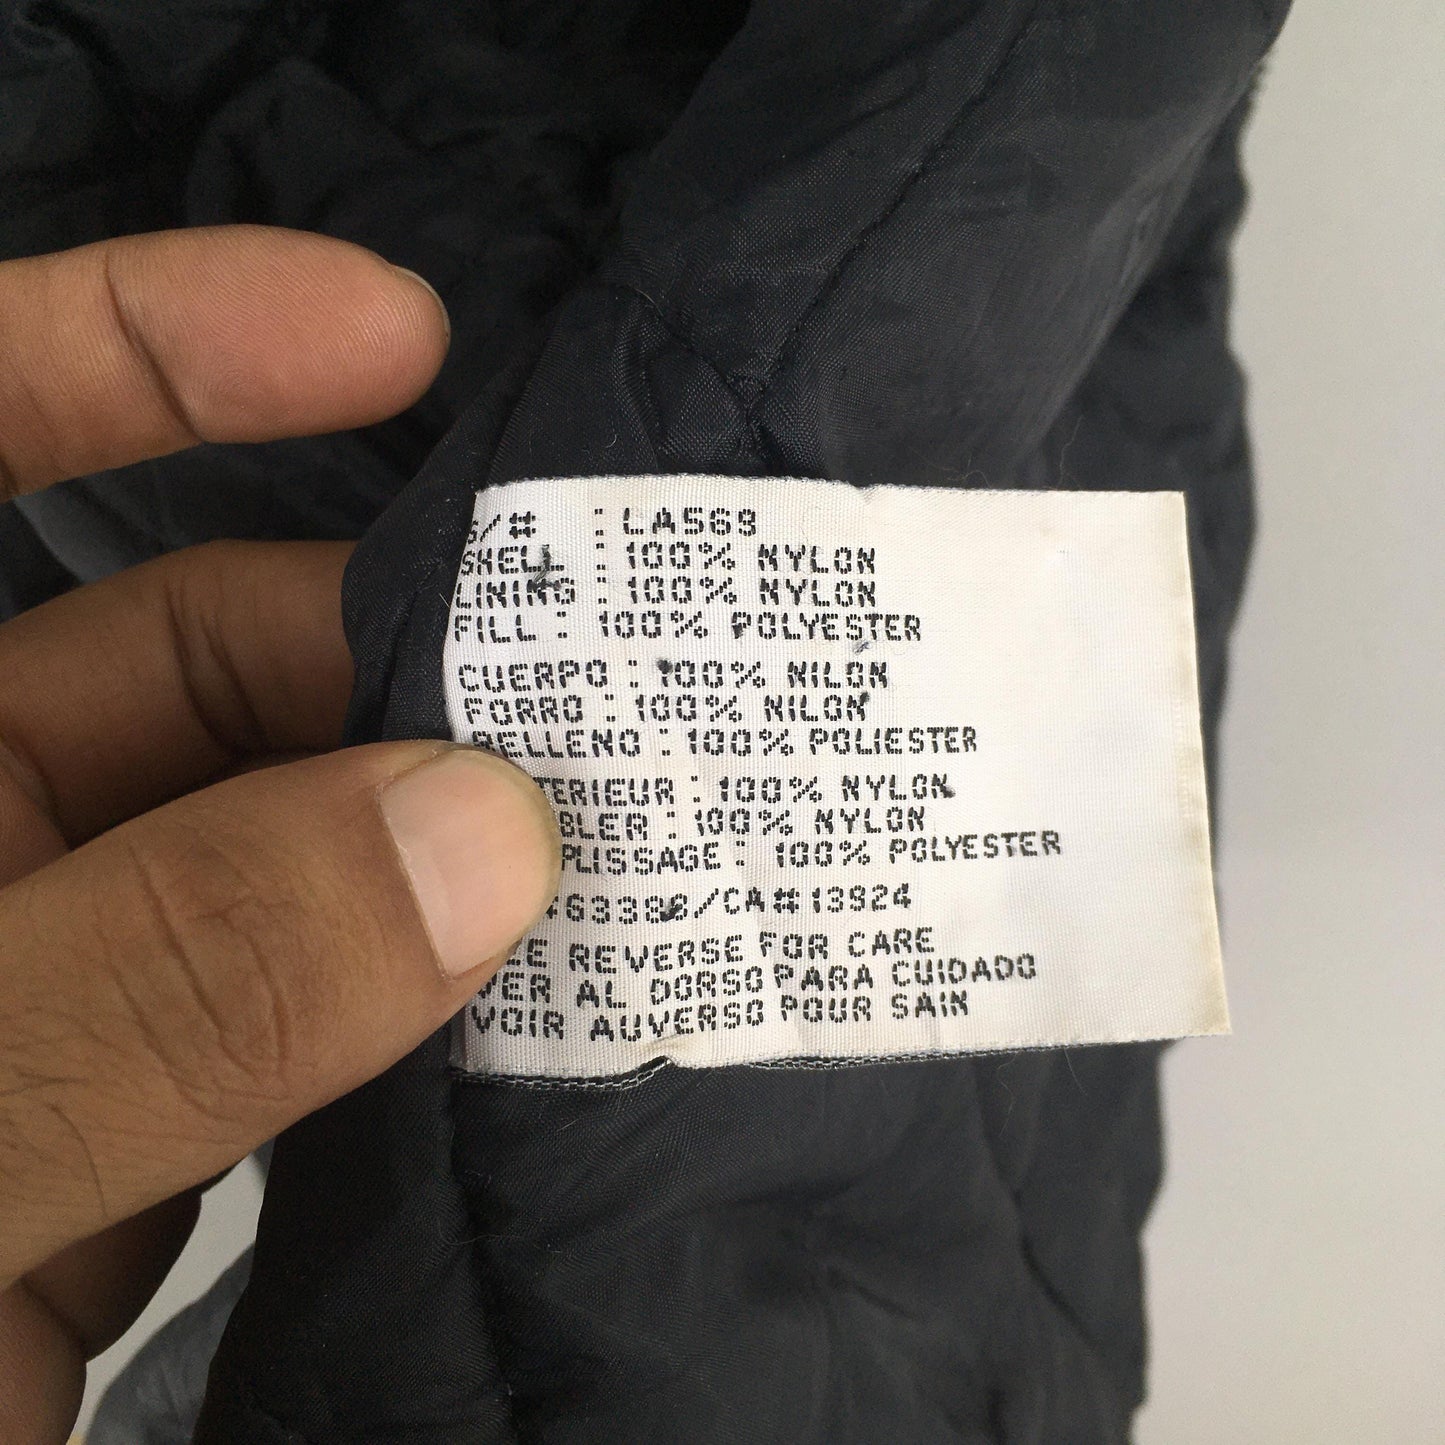 S/# : LA568
SHELL : 100% NYLON
LINING : 100% NYLON
FILL : 100% POLYESTER
CUERPO : 100% NILON
FORRO : 100% NILON
RELLENO : 100% POLIESTER
TERIEUR : 100% NYLON
BLER : 100% NYLON
PLISSAGE : 100% POLYESTER
63388/CA#13924
REVERSE FOR CARE
VER AL DORSO PARA CUIDADO
VOIR AUVERSO POUR SAIN